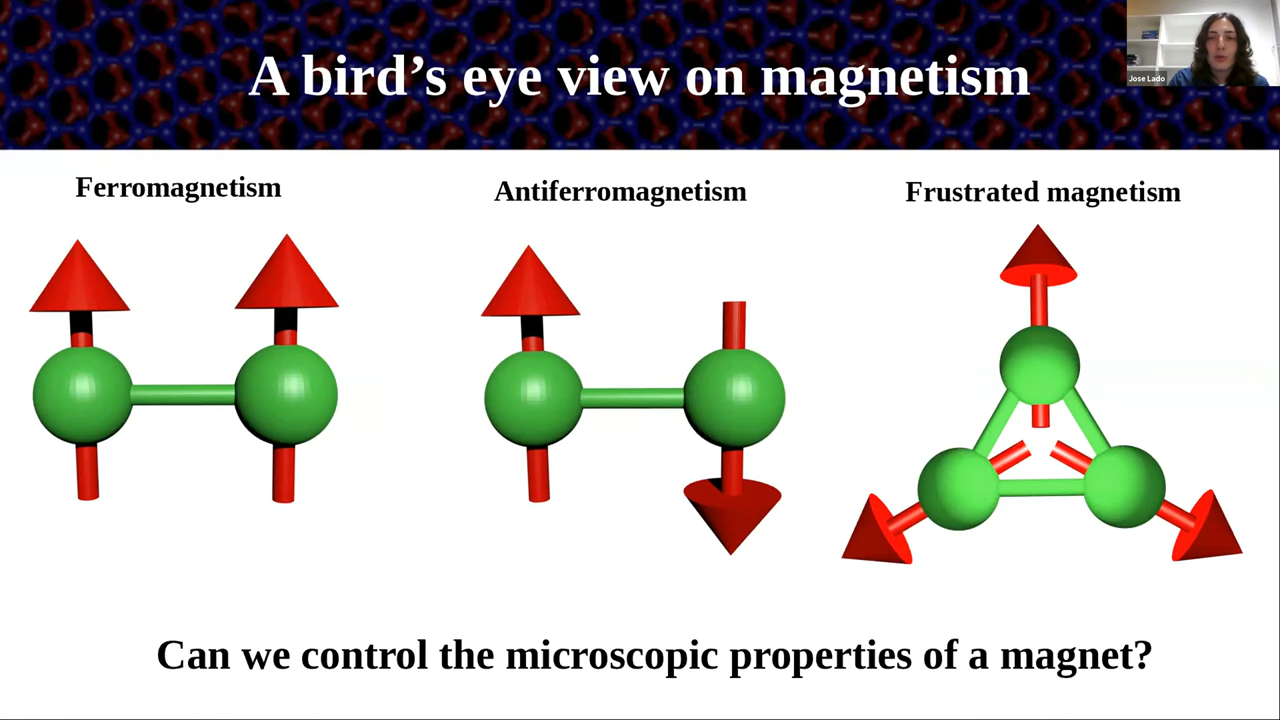 A bird’s eye view on magnetism
Jose Lado
Ferromagnetism
Antiferromagnetism
Frustrated magnetism
Can we control the microscopic properties of a magnet?